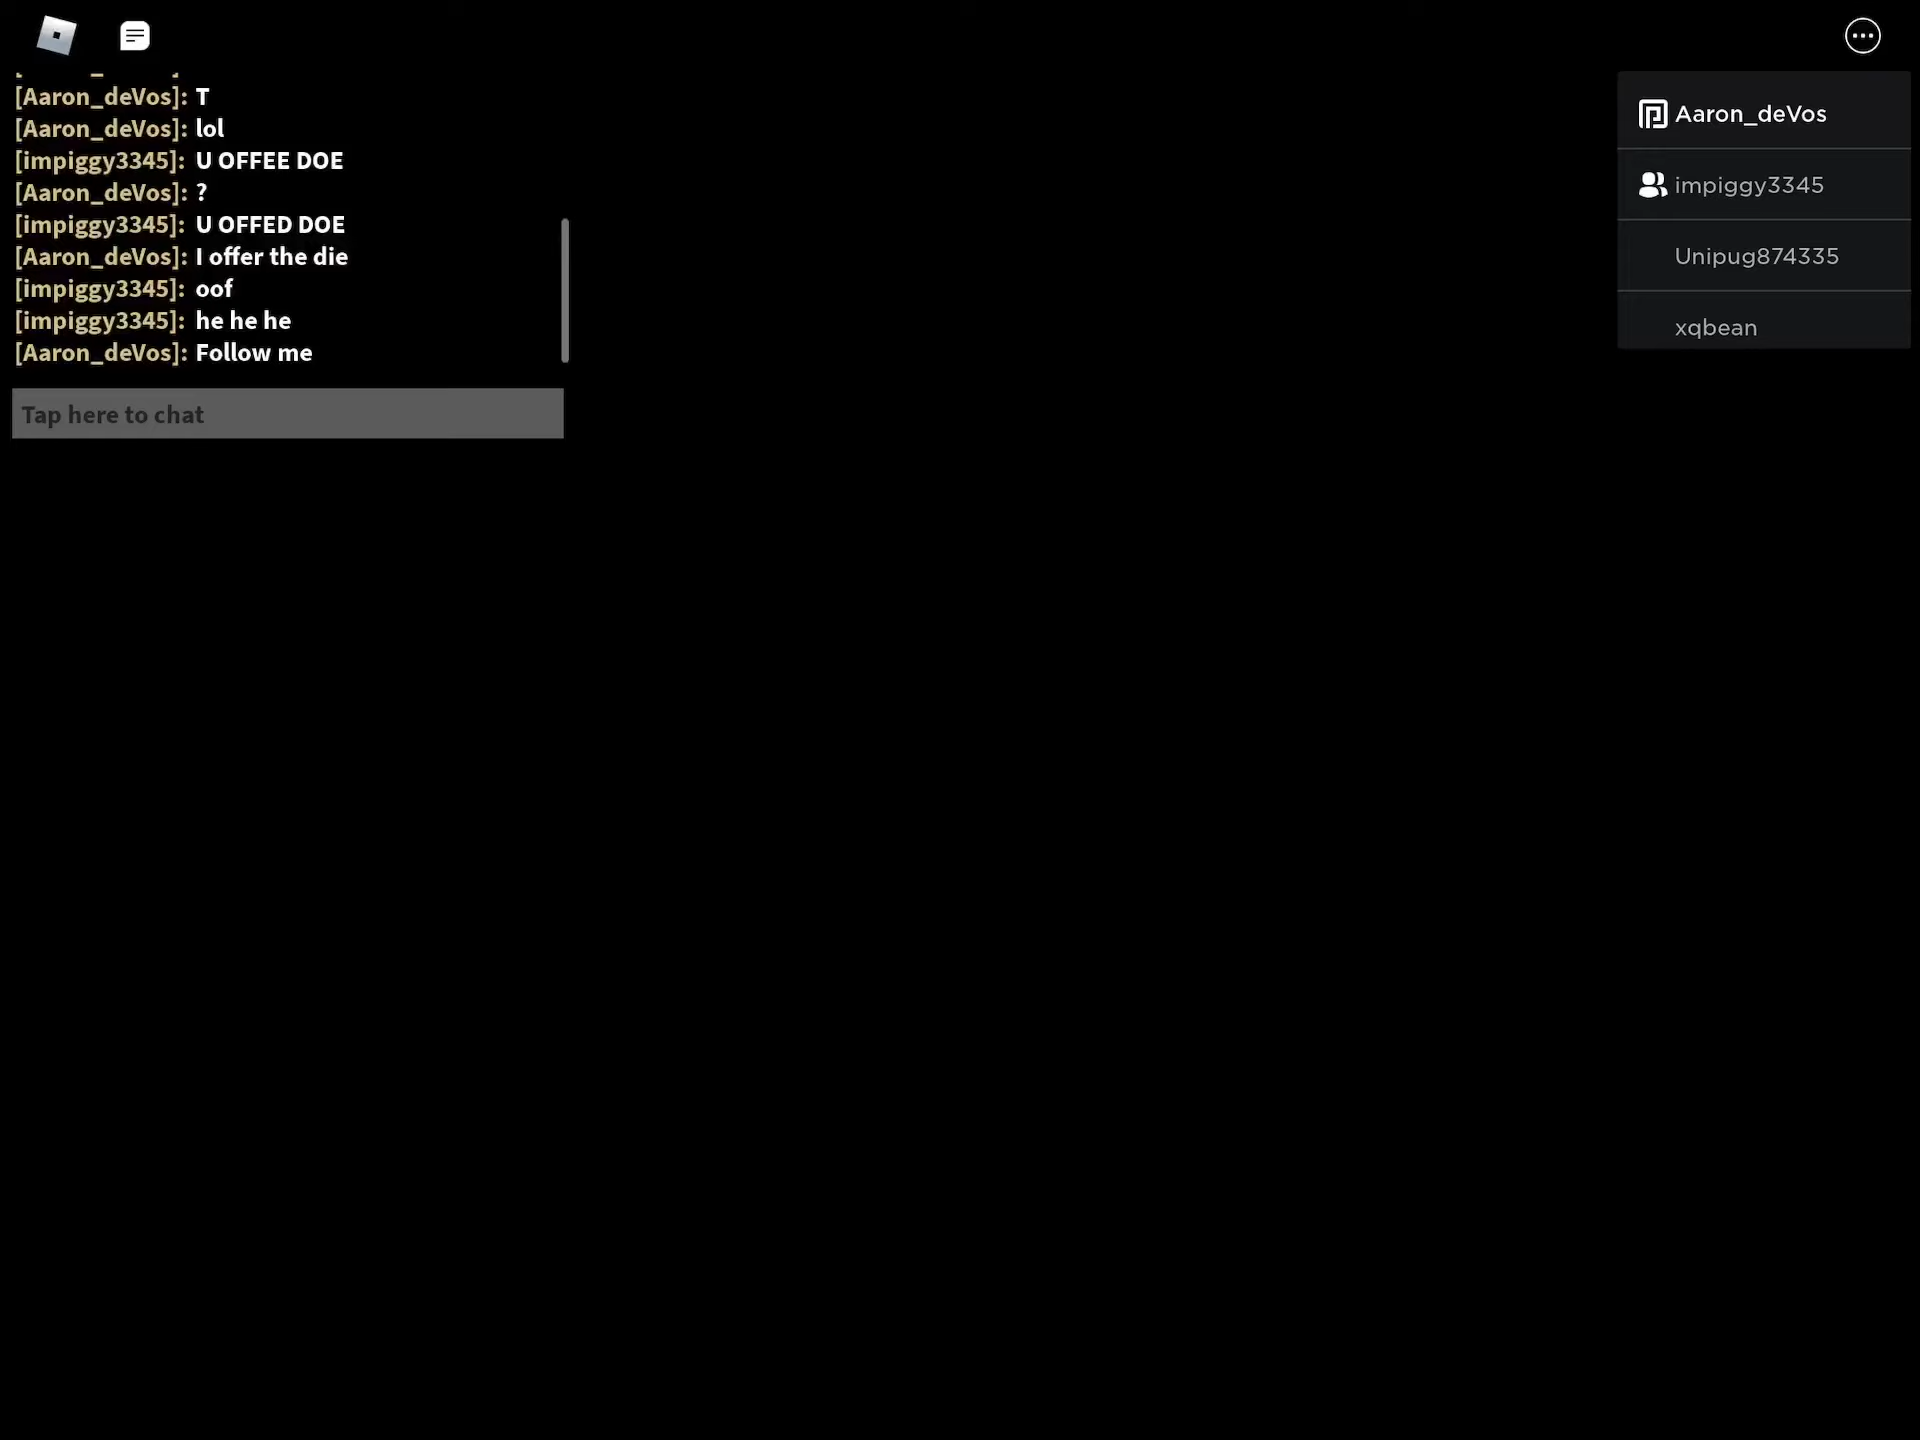 [Aaron_deVos]: T
[Aaron_deVos]: lol
[impiggy3345]: U OFFEE DOE
[Aaron_deVos]: ?
[impiggy3345]: U OFFED DOE
[Aaron_deVos]: I offer the die
[impiggy3345]: oof
[impiggy3345]: he he he
[Aaron_deVos]: Follow me
Tap here to chat
Aaron_deVos
impiggy3345
Unipug874335
xqbean